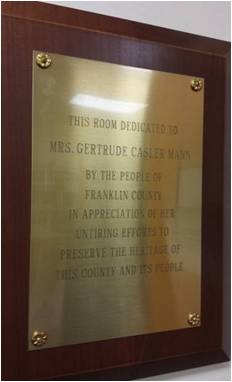 THIS ROOM DEDICATED TO
MRS. GERTRUDE CASLER MANN
BY THE PEOPLE OF
FRANKLIN COUNTY
IN APPRECIATION OF HER
UNTIRING EFFORTS TO
PRESERVE THE HERITAGE OF
THIS COUNTY AND ITS PEOPLE